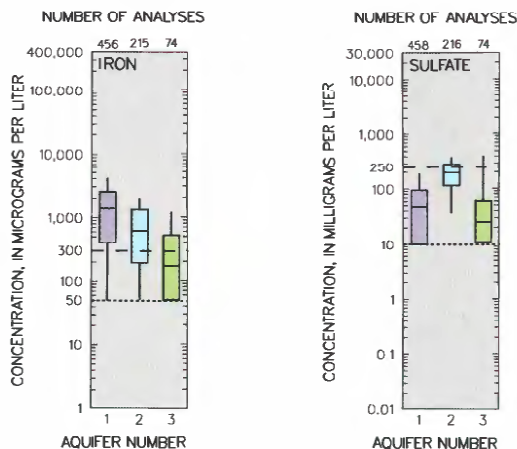 NUMBER OF ANALYSES
456 215 74
IRON
CONCENTRATION, IN MICROGRAMS PER LITER
400,000
100,000
10,000
1,000
300
100
50
10
1
1 2 3
AQUIFER NUMBER
NUMBER OF ANALYSES
458 216 74
SULFATE
CONCENTRATION, IN MILLIGRAMS PER LITER
30,000
10,000
1,000
250
100
10
1
0.1
0.01
1 2 3
AQUIFER NUMBER